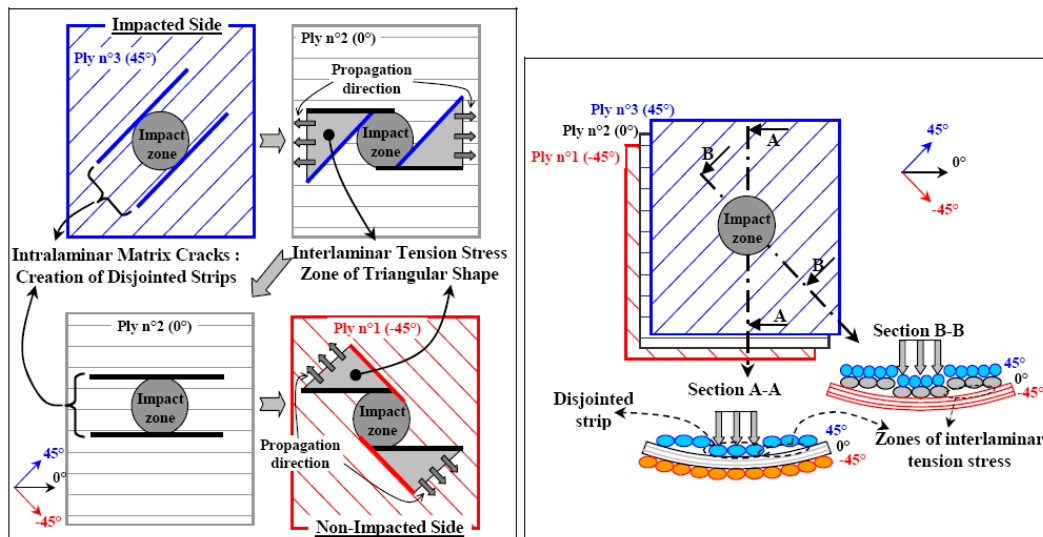 Impacted Side
Ply n°3 (45°)
Impact
zone
Ply n°2 (0°)
Propagation
direction
Impact
zone
Intralaminar Matrix Cracks :
Creation of Disjointed Strips
Interlaminar Tension Stress
Zone of Triangular Shape
Ply n°2 (0°)
Impact
zone
45°
0°
-45°
Ply n°1 (-45°)
Impact
zone
Propagation
direction
Non-Impacted Side
Ply n°3 (45°)
Ply n°2 (0°)
Ply n°1 (-45°)
A
B
Impact
zone
B
A
45°
0°
-45°
Section B-B
45°
0°
-45°
Section A-A
Disjointed
strip
45°
0°
-45°
Zones of interlaminar
tension stress